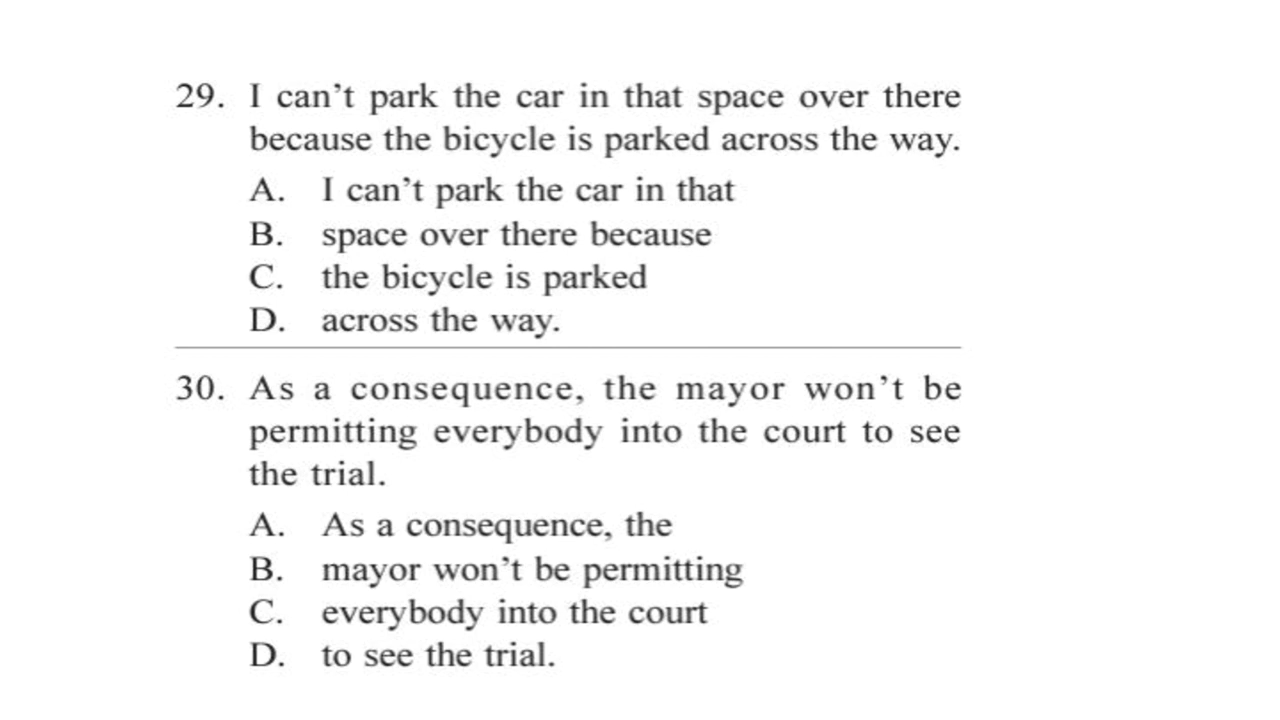 29. I can’t park the car in that space over there
because the bicycle is parked across the way.
A. I can’t park the car in that
B. space over there because
C. the bicycle is parked
D. across the way.
30. As a consequence, the mayor won’t be
permitting everybody into the court to see
the trial.
A. As a consequence, the
B. mayor won’t be permitting
C. everybody into the court
D. to see the trial.